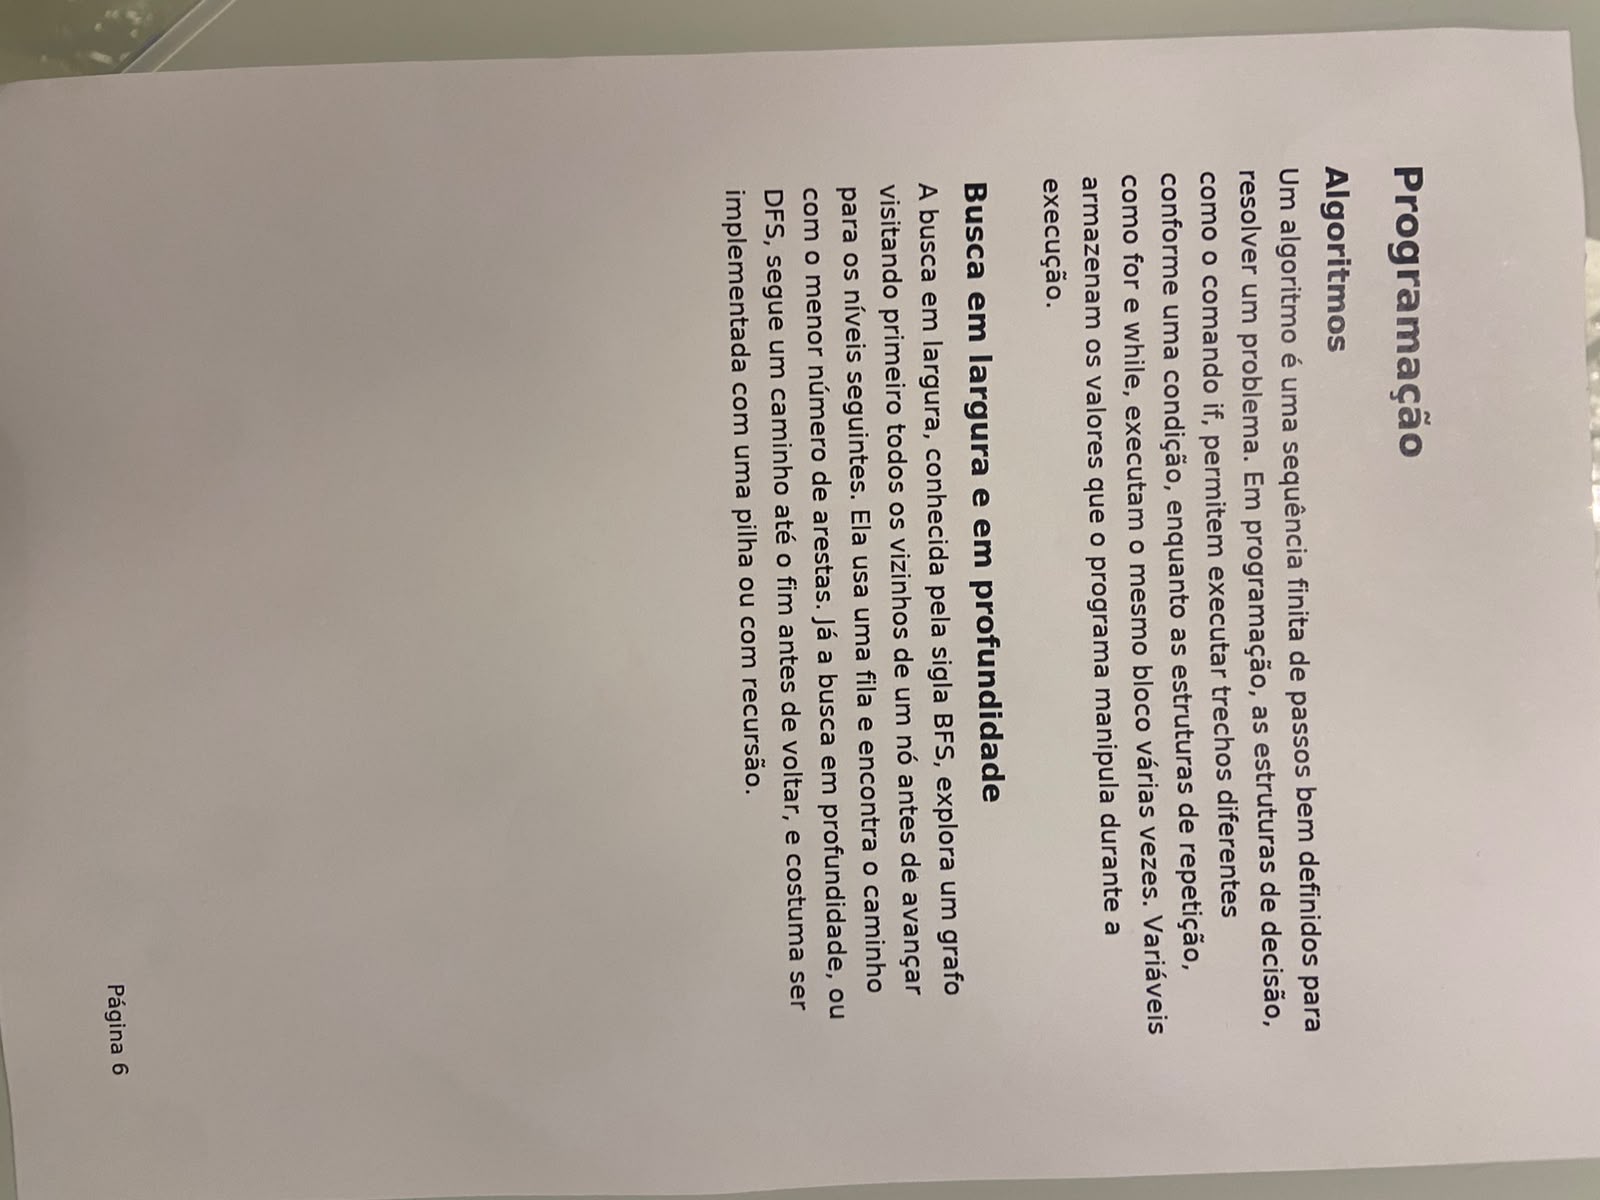 Programação
Algoritmos
Um algoritmo é uma sequência finita de passos bem definidos para
resolver um problema. Em programação, as estruturas de decisão,
como o comando if, permitem executar trechos diferentes
conforme uma condição, enquanto as estruturas de repetição,
como for e while, executam o mesmo bloco várias vezes. Variáveis
armazenam os valores que o programa manipula durante a
execução.
Busca em largura e em profundidade
A busca em largura, conhecida pela sigla BFS, explora um grafo
visitando primeiro todos os vizinhos de um nó antes de avançar
para os níveis seguintes. Ela usa uma fila e encontra o caminho
com o menor número de arestas. Já a busca em profundidade, ou
DFS, segue um caminho até o fim antes de voltar, e costuma ser
implementada com uma pilha ou com recursão.
Página 6